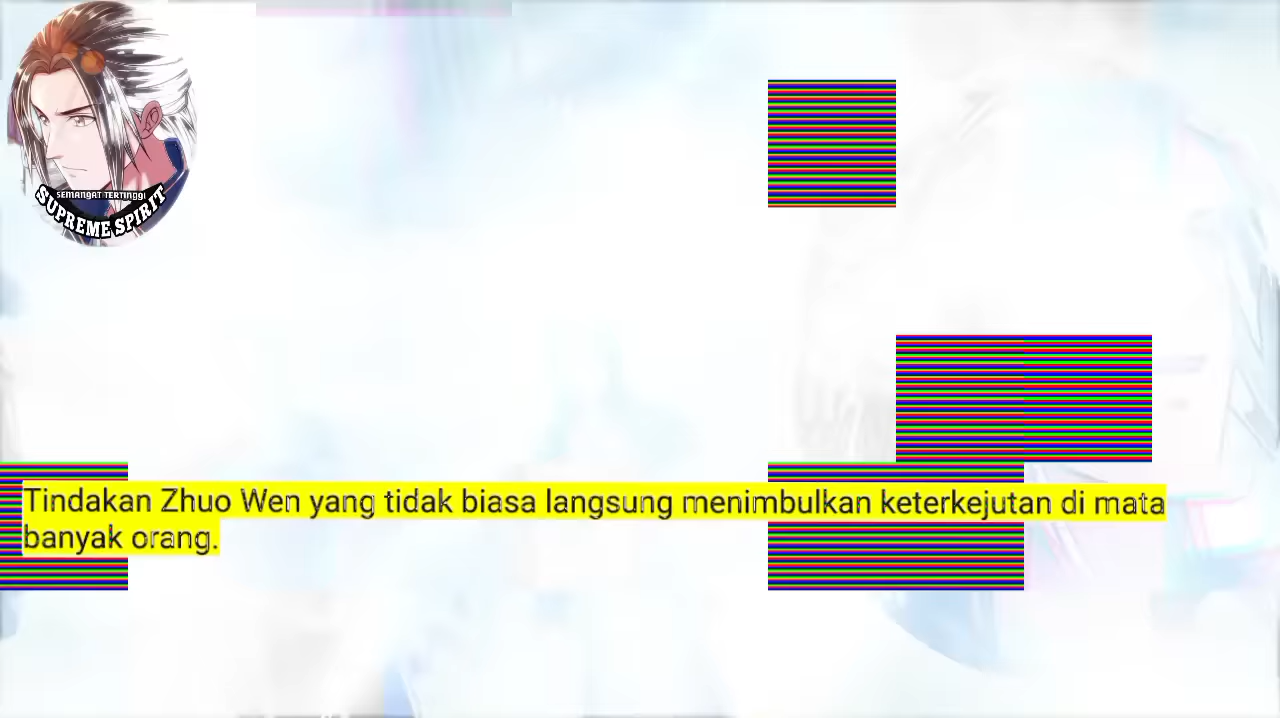 SEMANGAT TERTINGGI
SUPREME SPIRIT
Tindakan Zhuo Wen yang tidak biasa langsung menimbulkan keterkejutan di mata
banyak orang.